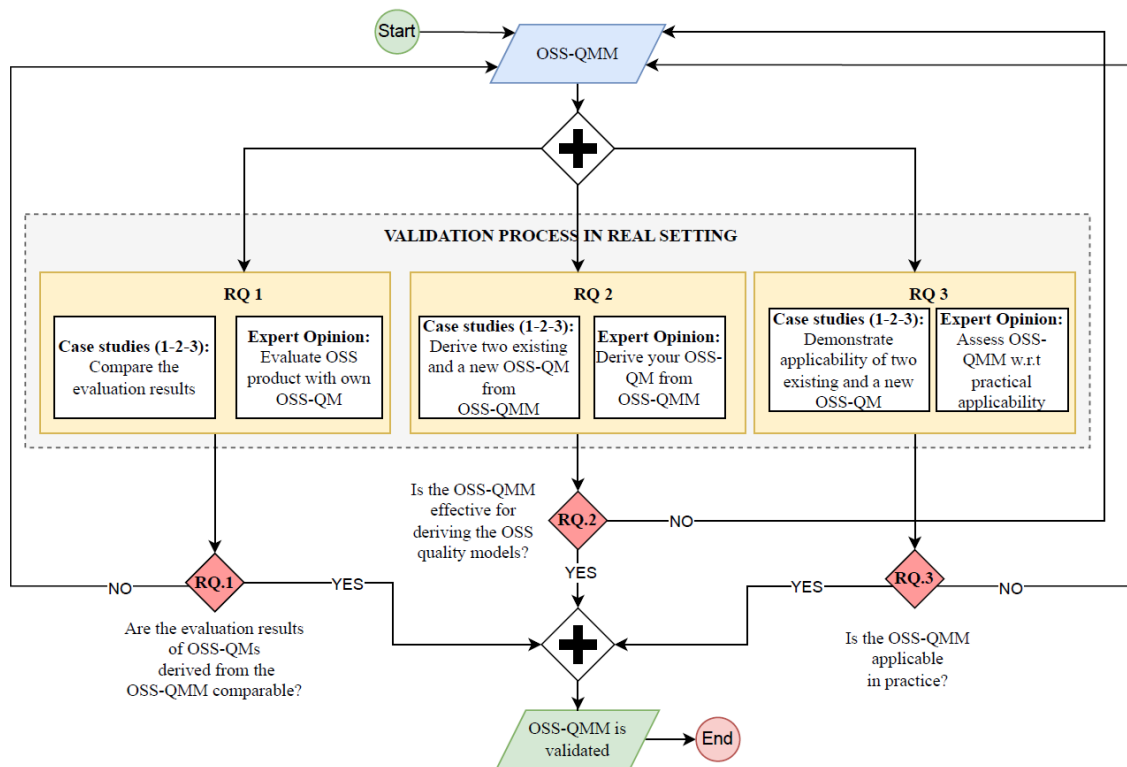 Start
OSS-QMM
VALIDATION PROCESS IN REAL SETTING
RQ 1
Case studies (1-2-3):
Compare the
evaluation results
Expert Opinion:
Evaluate OSS
product with own
OSS-QM
RQ 2
Case studies (1-2-3):
Derive two existing
and a new OSS-QM
from
OSS-QMM
Expert Opinion:
Derive your OSS-
QM from
OSS-QMM
RQ 3
Case studies (1-2-3):
Demonstrate
applicability of two
existing and a new
OSS-QM
Expert Opinion:
Assess OSS-
QMM w.r.t
practical
applicability
Is the OSS-QMM
effective for
deriving the OSS
quality models?
RQ.2
NO
YES
NO
RQ.1
YES
YES
RQ.3
NO
Are the evaluation results
of OSS-QMs
derived from the
OSS-QMM comparable?
Is the OSS-QMM
applicable
in practice?
OSS-QMM is
validated
End